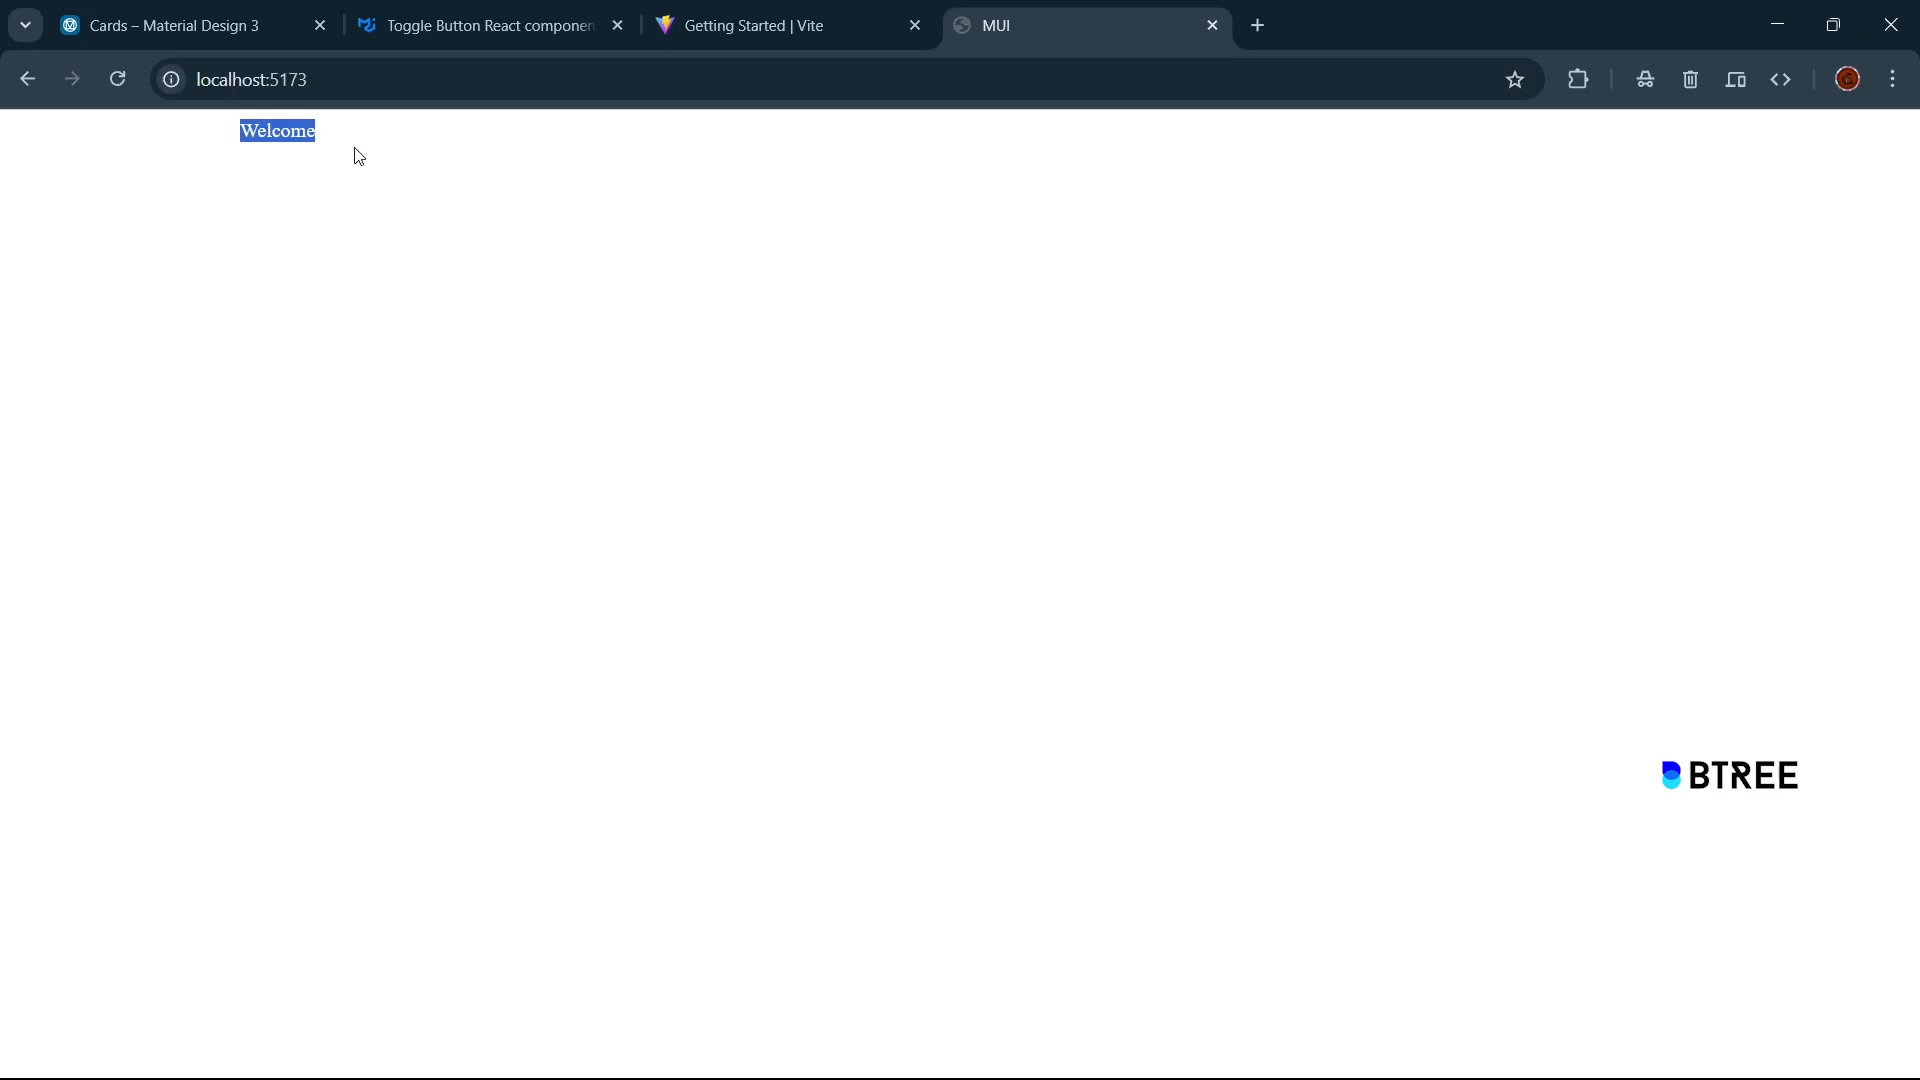 Cards – Material Design 3
Toggle Button React componen
Getting Started | Vite
MUI
localhost:5173
Welcome
BTREE